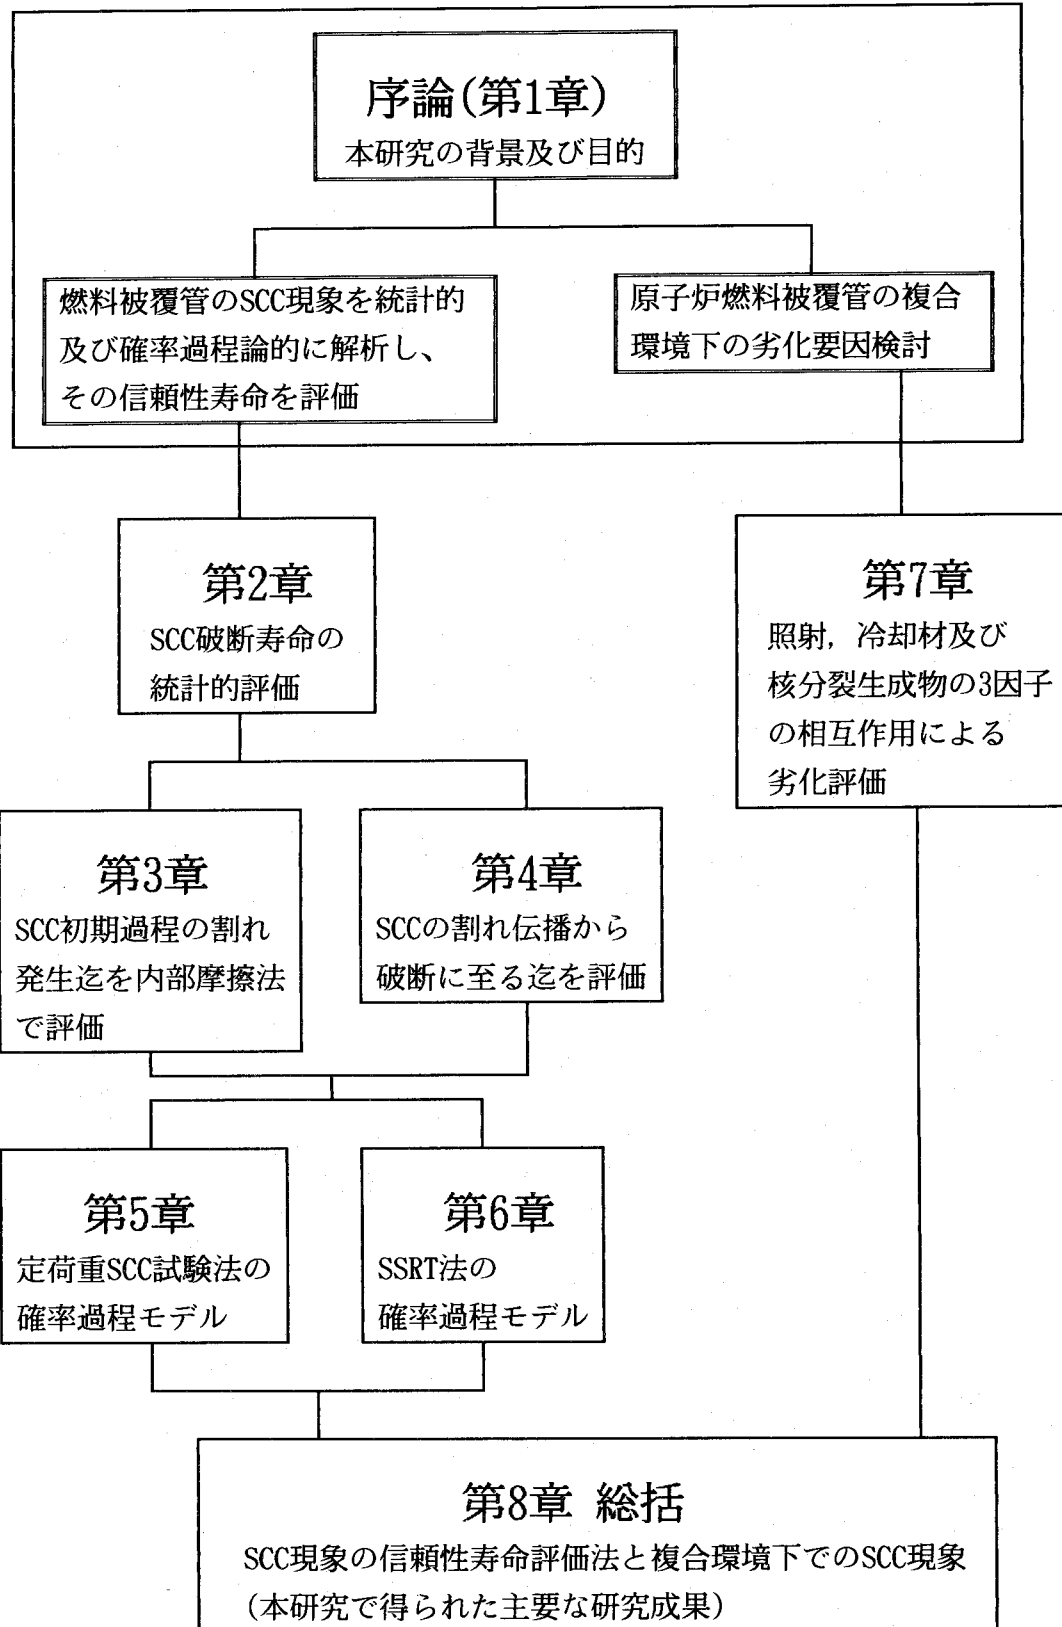 序論(第1章)
本研究の背景及び目的
燃料被覆管のSCC現象を統計的
及び確率過程論的に解析し、
その信頼性寿命を評価
原子炉燃料被覆管の複合
環境下の劣化要因検討
第2章
SCC破断寿命の
統計的評価
第7章
照射, 冷却材及び
核分裂生成物の3因子
の相互作用による
劣化評価
第3章
SCC初期過程の割れ
発生迄を内部摩擦法
で評価
第4章
SCCの割れ伝播から
破断に至る迄を評価
第5章
定荷重SCC試験法の
確率過程モデル
第6章
SSRT法の
確率過程モデル
第8章 総括
SCC現象の信頼性寿命評価法と複合環境下でのSCC現象
(本研究で得られた主要な研究成果)